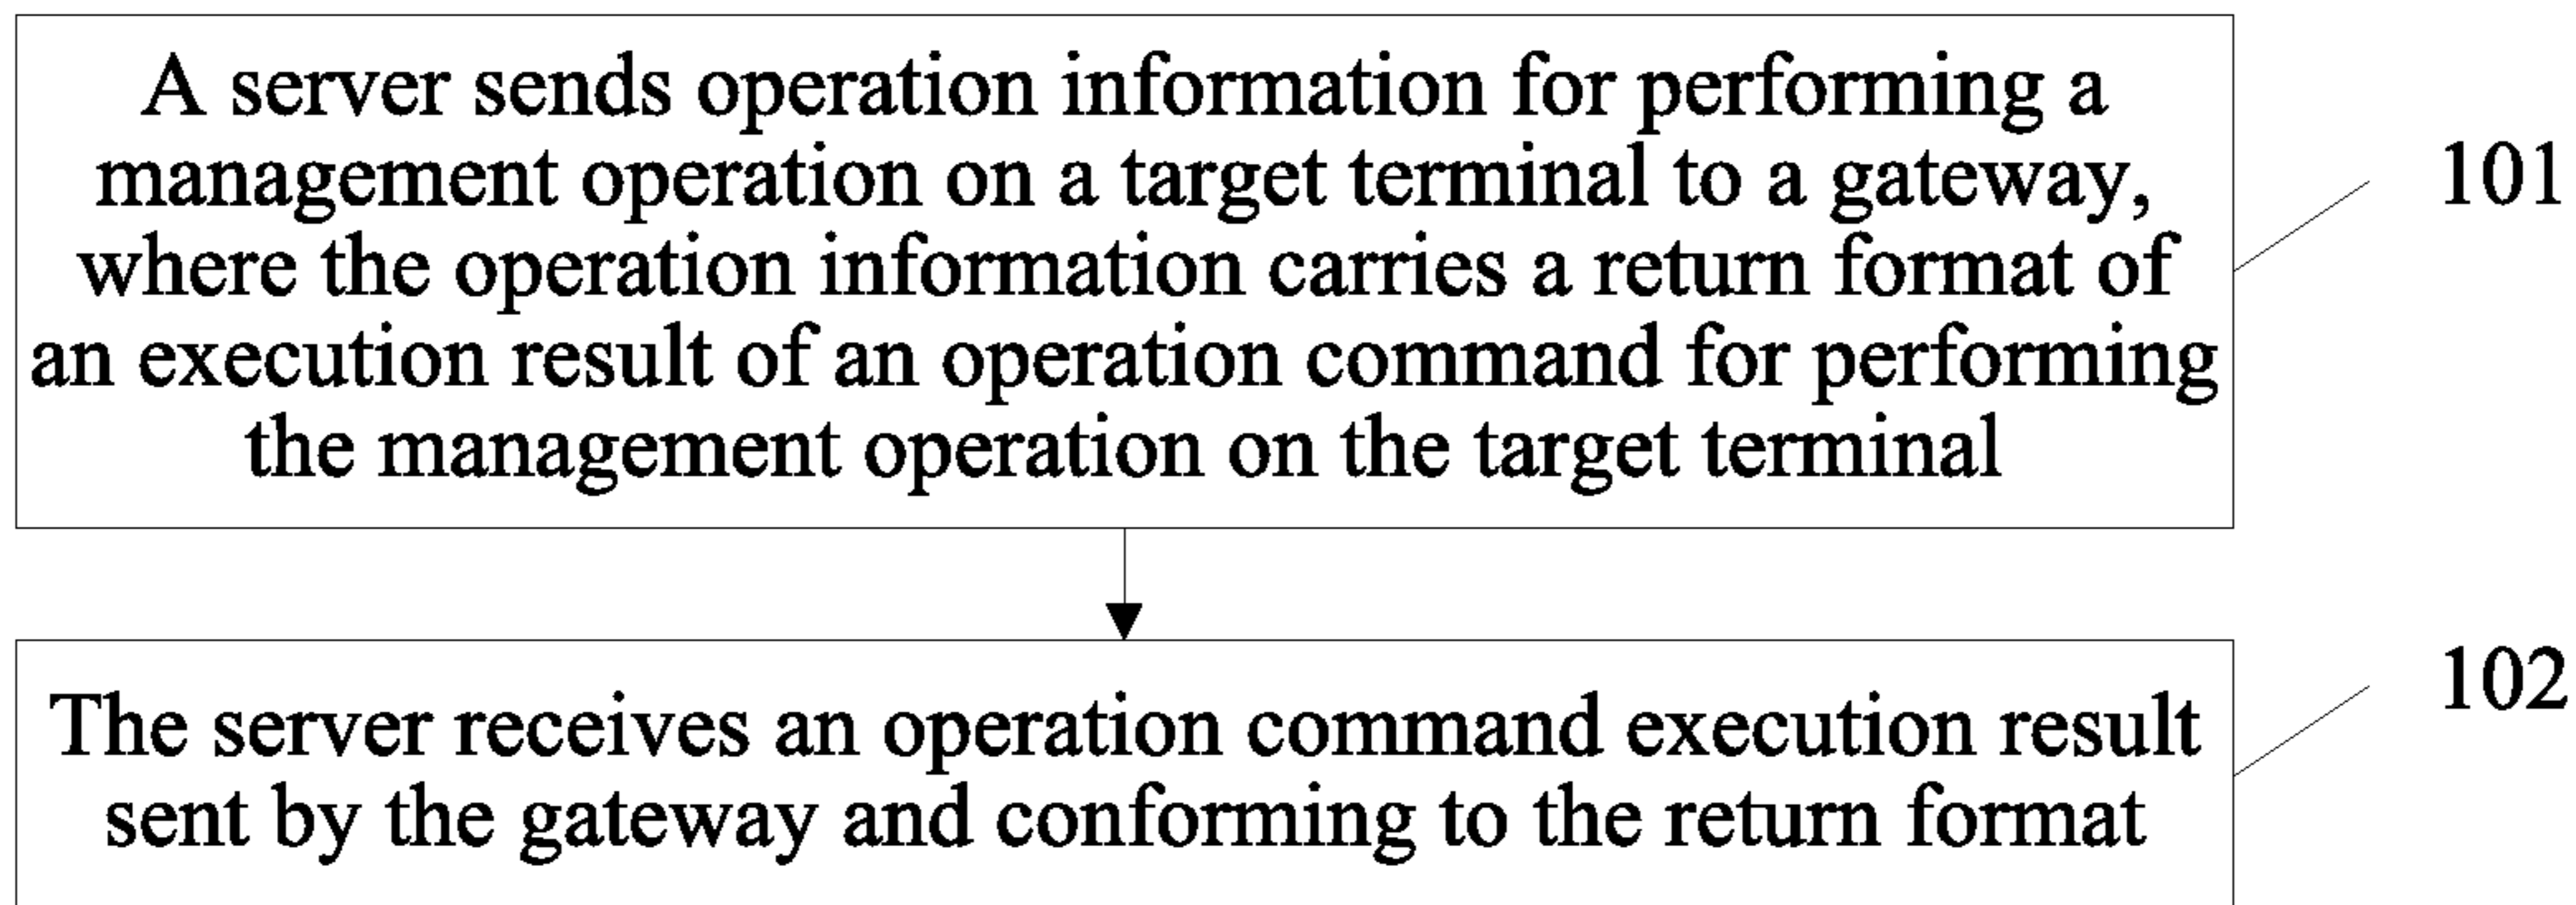 A server sends operation information for performing a
management operation on a target terminal to a gateway,
where the operation information carries a return format of
an execution result of an operation command for performing
the management operation on the target terminal
101
The server receives an operation command execution result
sent by the gateway and conforming to the return format
102